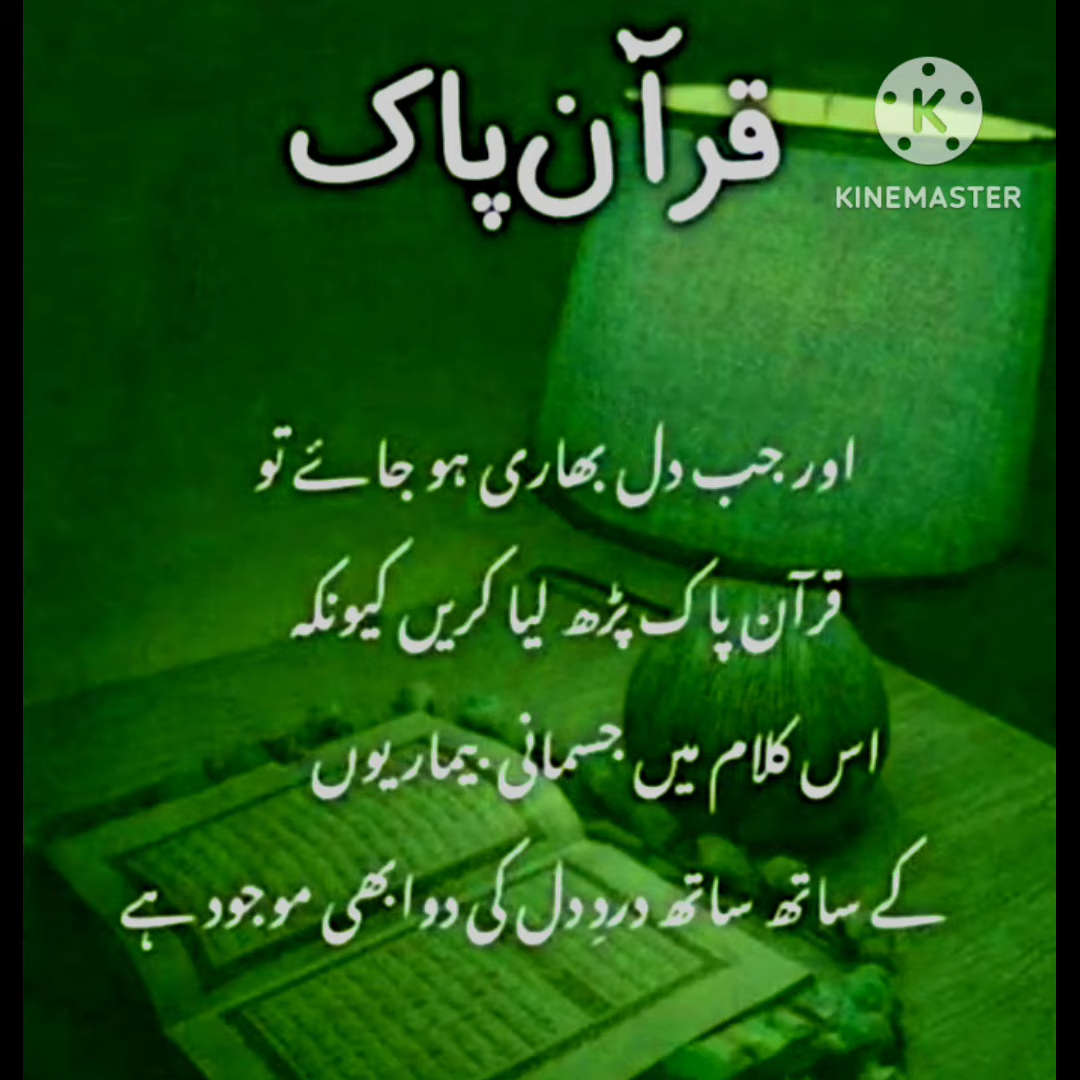 قرآن پاک
KINEMASTER
اور جب دل بھاری ہو جائے تو
قرآن پاک پڑھ لیا کریں کیونکہ
اس کلام میں جسمانی بیماریوں
کے ساتھ ساتھ دردِ دل کی دوا بھی موجود ہے